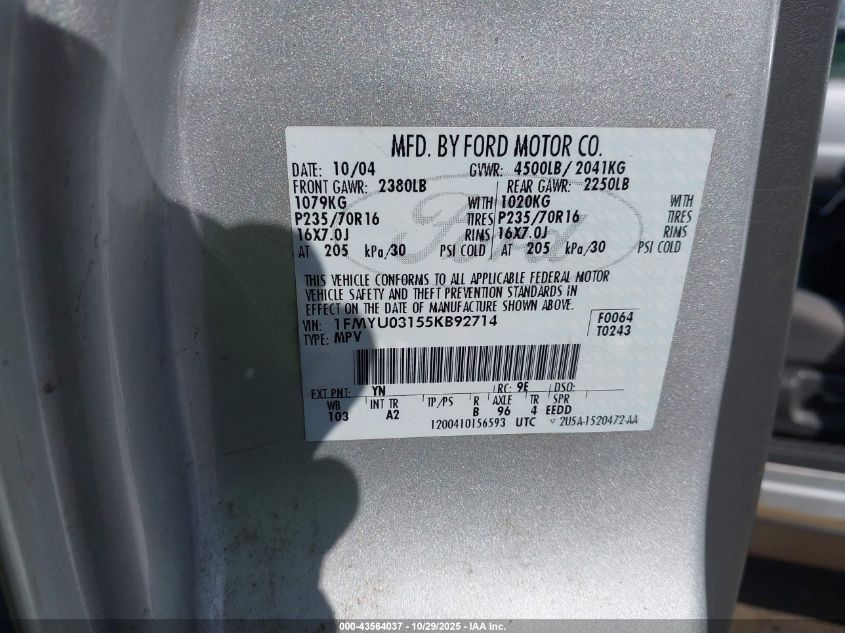 MFD. BY FORD MOTOR CO.
DATE: 10/04 GVWR: 4500LB/ 2041KG
FRONT GAWR: 2380LB REAR GAWR: 2250LB
1079KG WITH 1020KG WITH
P235/70R16 TIRES P235/70R16 TIRES
16X7.0J RIMS 16X7.0J RIMS
AT 205 kPa/30 PSI COLD AT 205 kPa/30 PSI COLD
Ford
THIS VEHICLE CONFORMS TO ALL APPLICABLE FEDERAL MOTOR
VEHICLE SAFETY AND THEFT PREVENTION STANDARDS IN
EFFECT ON THE DATE OF MANUFACTURE SHOWN ABOVE.
VIN: 1FMYU03155KB92714 F0064
TYPE: MPV T0243
EXT PNT: YN RC: 9E DSO:
WB INT TR TP/PS R AXLE TR SPR
103 A2 B 96 4 EEDD
1200410156593 UTC 2U5A-1520472-AA
000-43564037 - 10/29/2025 - IAA Inc.